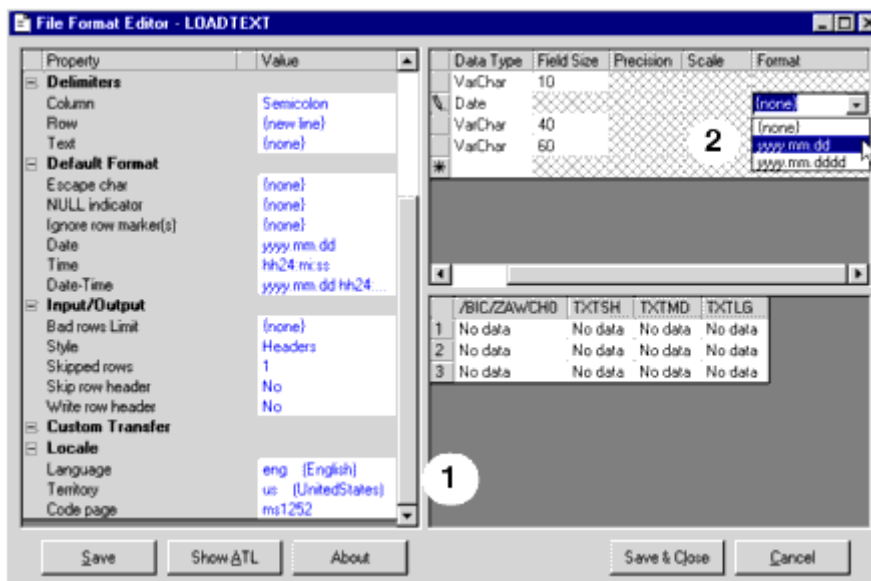 File Format Editor - LOADTEXT
Property Value
Delimiters
Column Semicolon
Row {new line}
Text {none}
Default Format
Escape char {none}
NULL indicator {none}
Ignore row marker(s) {none}
Date yyyy.mm.dd
Time hh24:mi:ss
Date-Time yyyy.mm.dd hh24:...
Input/Output
Bad rows Limit {none}
Style Headers
Skipped rows 1
Skip row header No
Write row header No
Custom Transfer
Locale
Language eng (English)
Territory us (UnitedStates)
Code page ms1252
1
Data Type Field Size Precision Scale Format
VarChar 10
Date {none}
VarChar 40 {none}
VarChar 60 yyyy.mm.dd
yyyy.mm.dddd
2
/BIC/ZAWCH0 TXTSH TXTMD TXTLG
1 No data No data No data No data
2 No data No data No data No data
3 No data No data No data No data
Save Show ATL About Save & Close Cancel